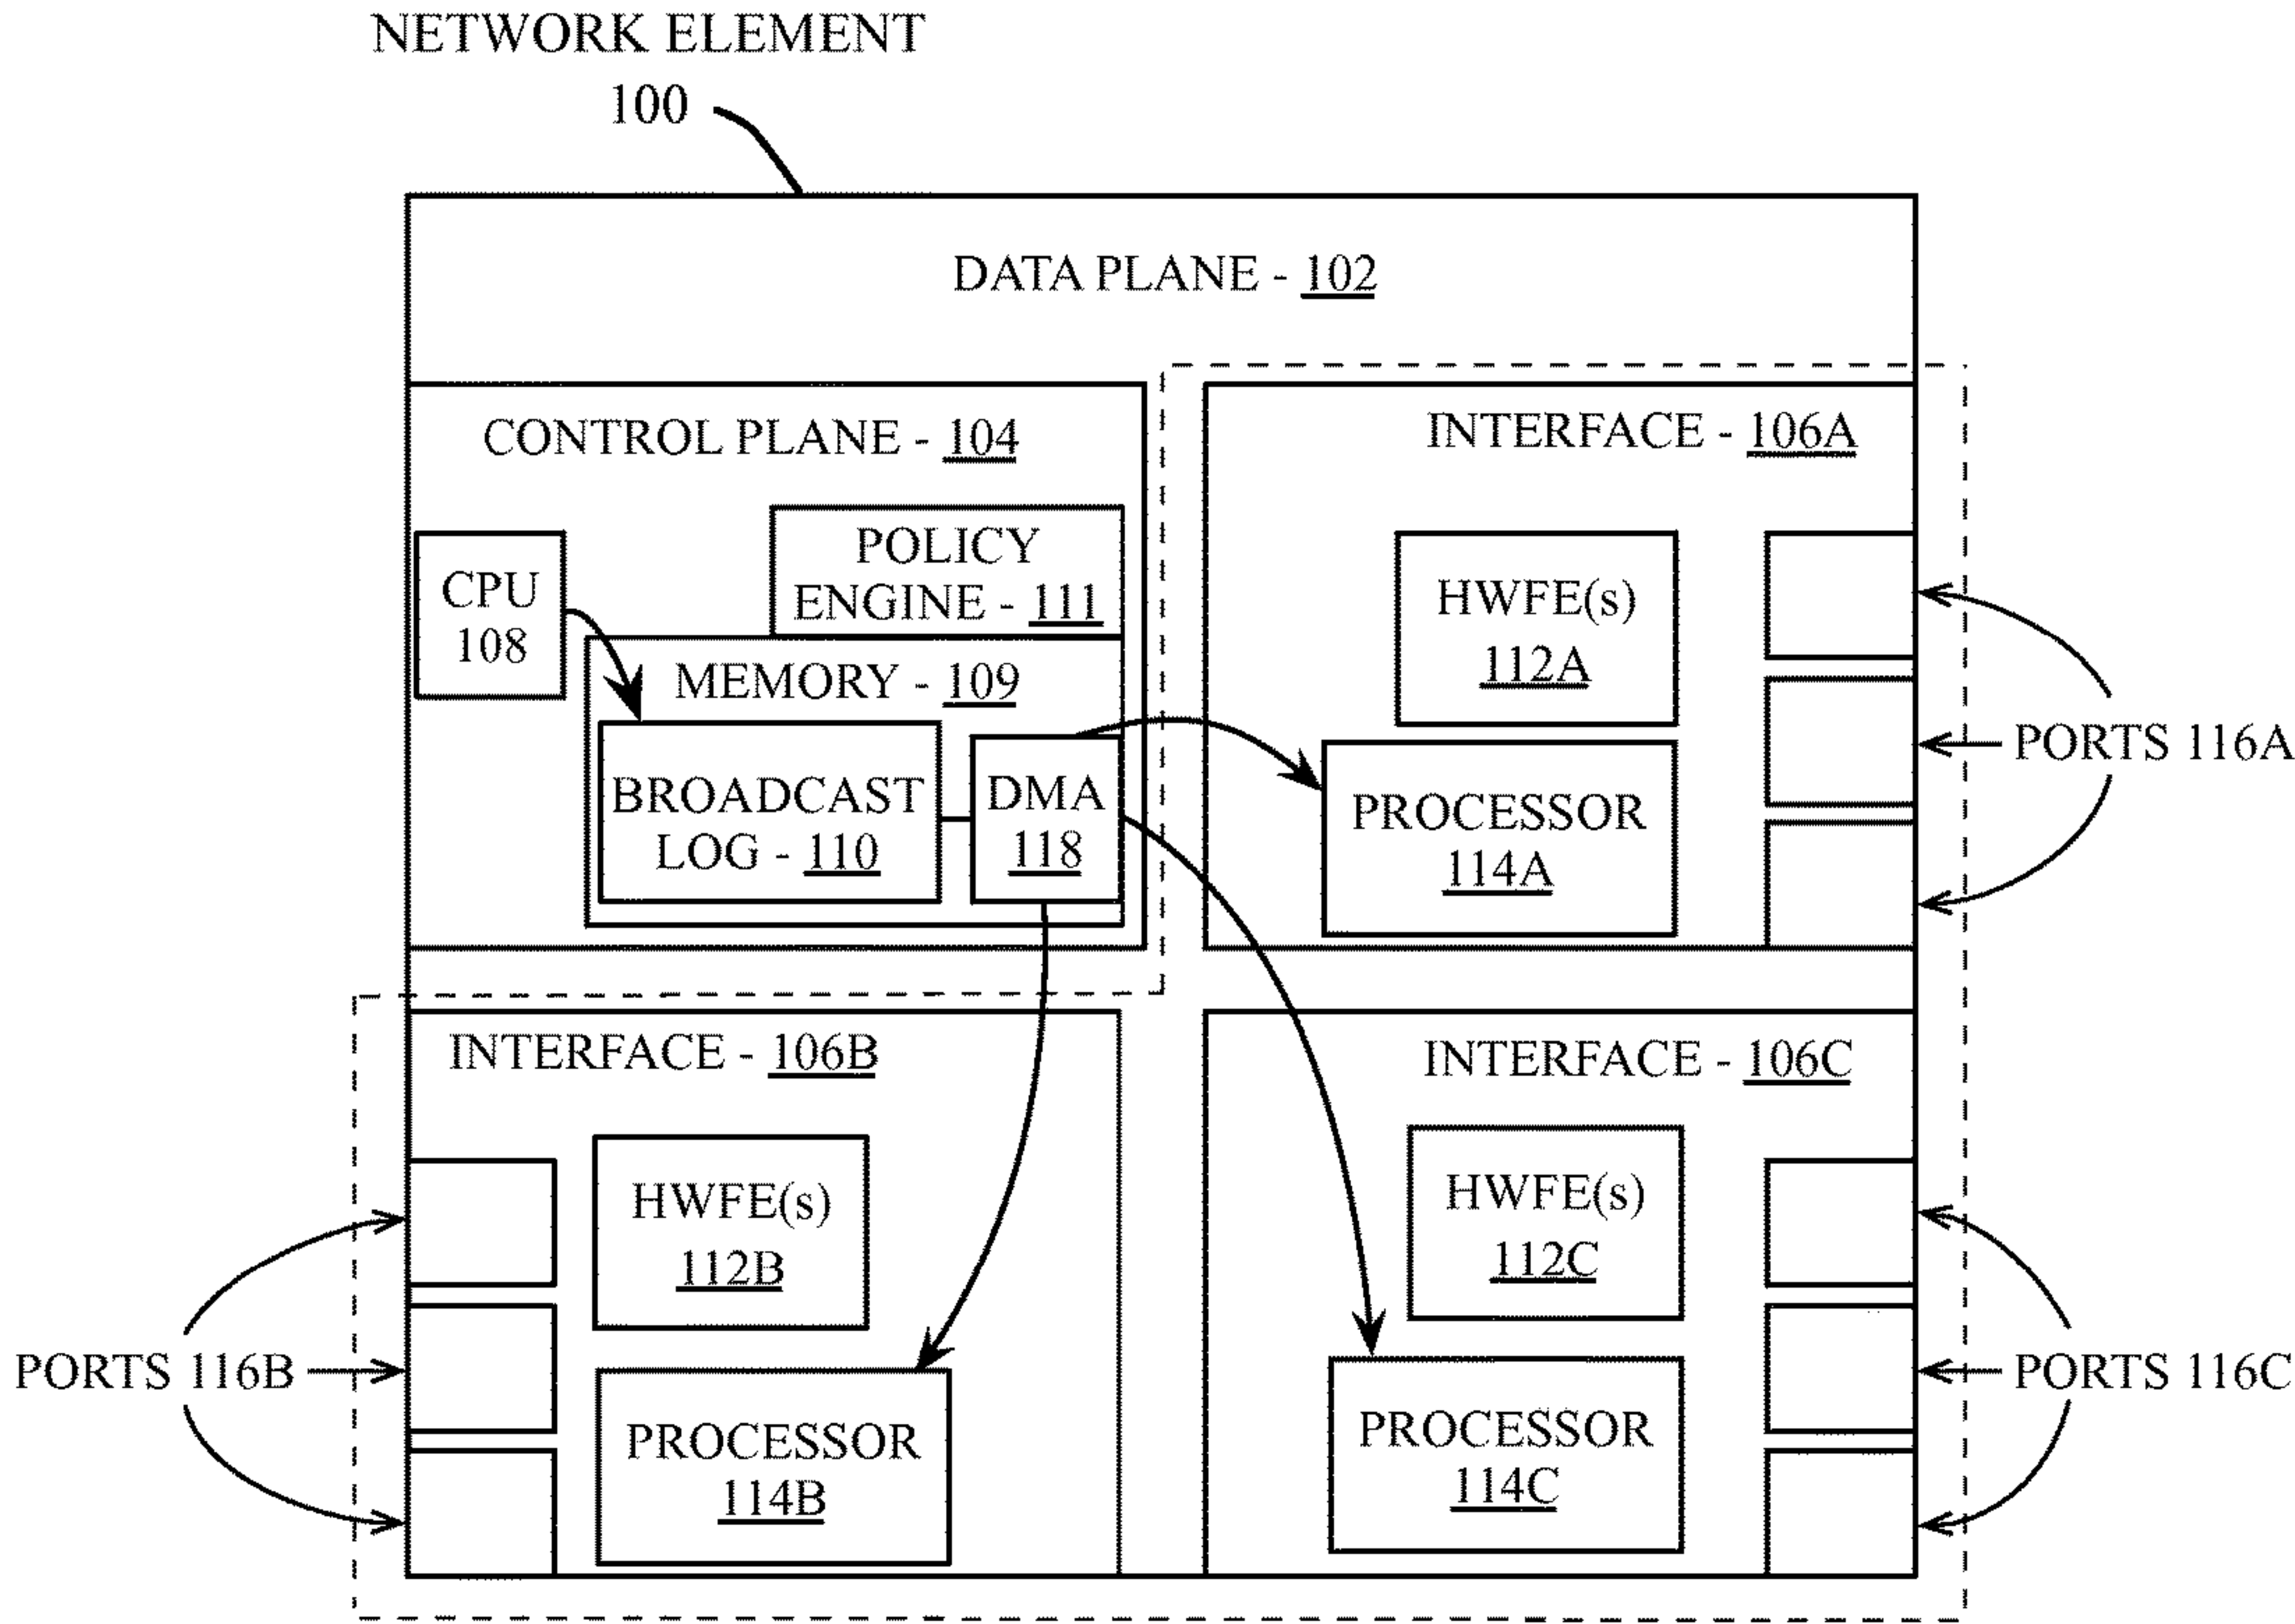 NETWORK ELEMENT
100
DATA PLANE - 102
CONTROL PLANE - 104
CPU
108
POLICY
ENGINE - 111
MEMORY - 109
BROADCAST
LOG - 110
DMA
118
INTERFACE - 106A
HWFE(s)
112A
PROCESSOR
114A
PORTS 116A
INTERFACE - 106B
HWFE(s)
112B
PROCESSOR
114B
PORTS 116B
INTERFACE - 106C
HWFE(s)
112C
PROCESSOR
114C
PORTS 116C